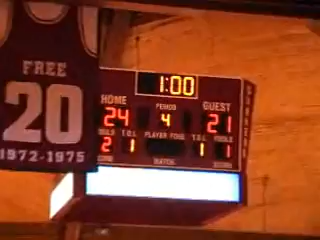 FREE
20
1972-1975
1:00
HOME PERIOD GUEST
24 4 21
FOULS T.O.L. PLAYER FOUL T.O.L. FOULS
2 1 1 1
MATCH